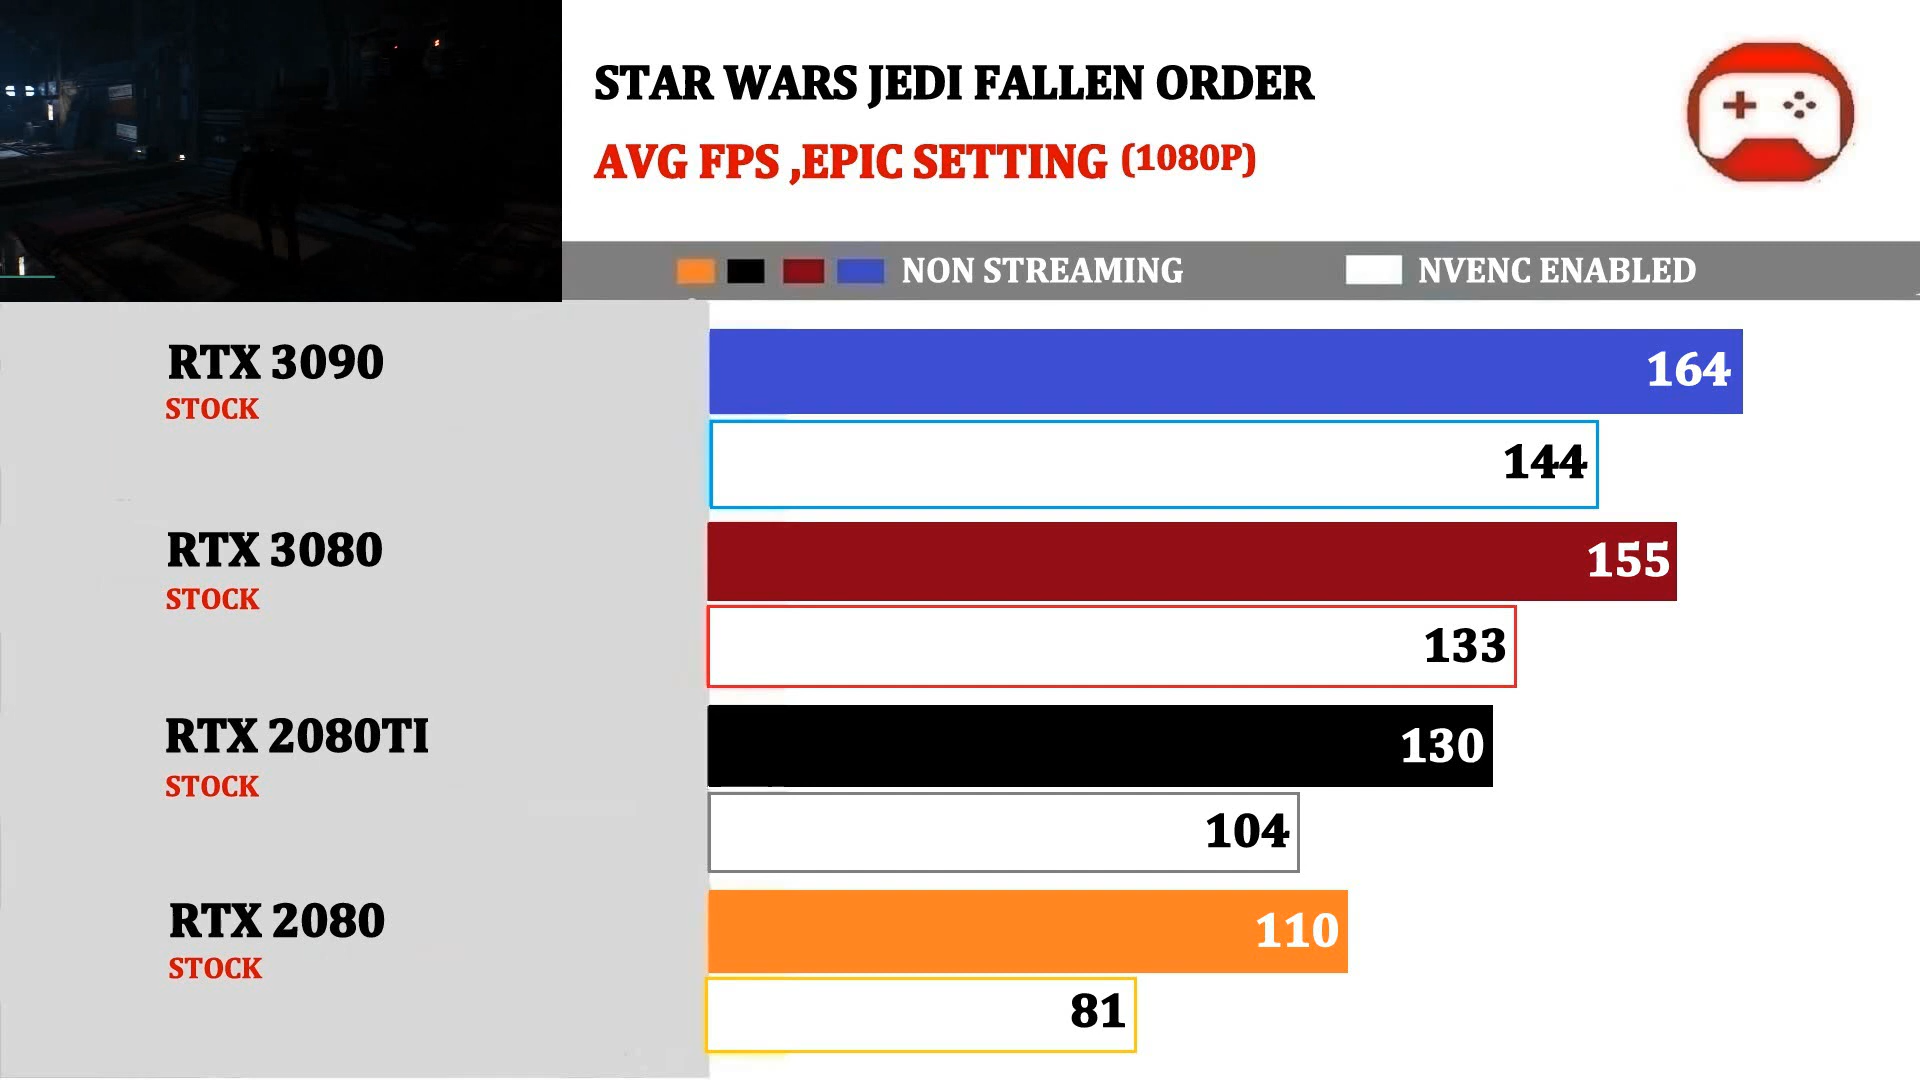 STAR WARS JEDI FALLEN ORDER
AVG FPS ,EPIC SETTING (1080P)
NON STREAMING NVENC ENABLED
RTX 3090
STOCK
164
144
RTX 3080
STOCK
155
133
RTX 2080TI
STOCK
130
104
RTX 2080
STOCK
110
81